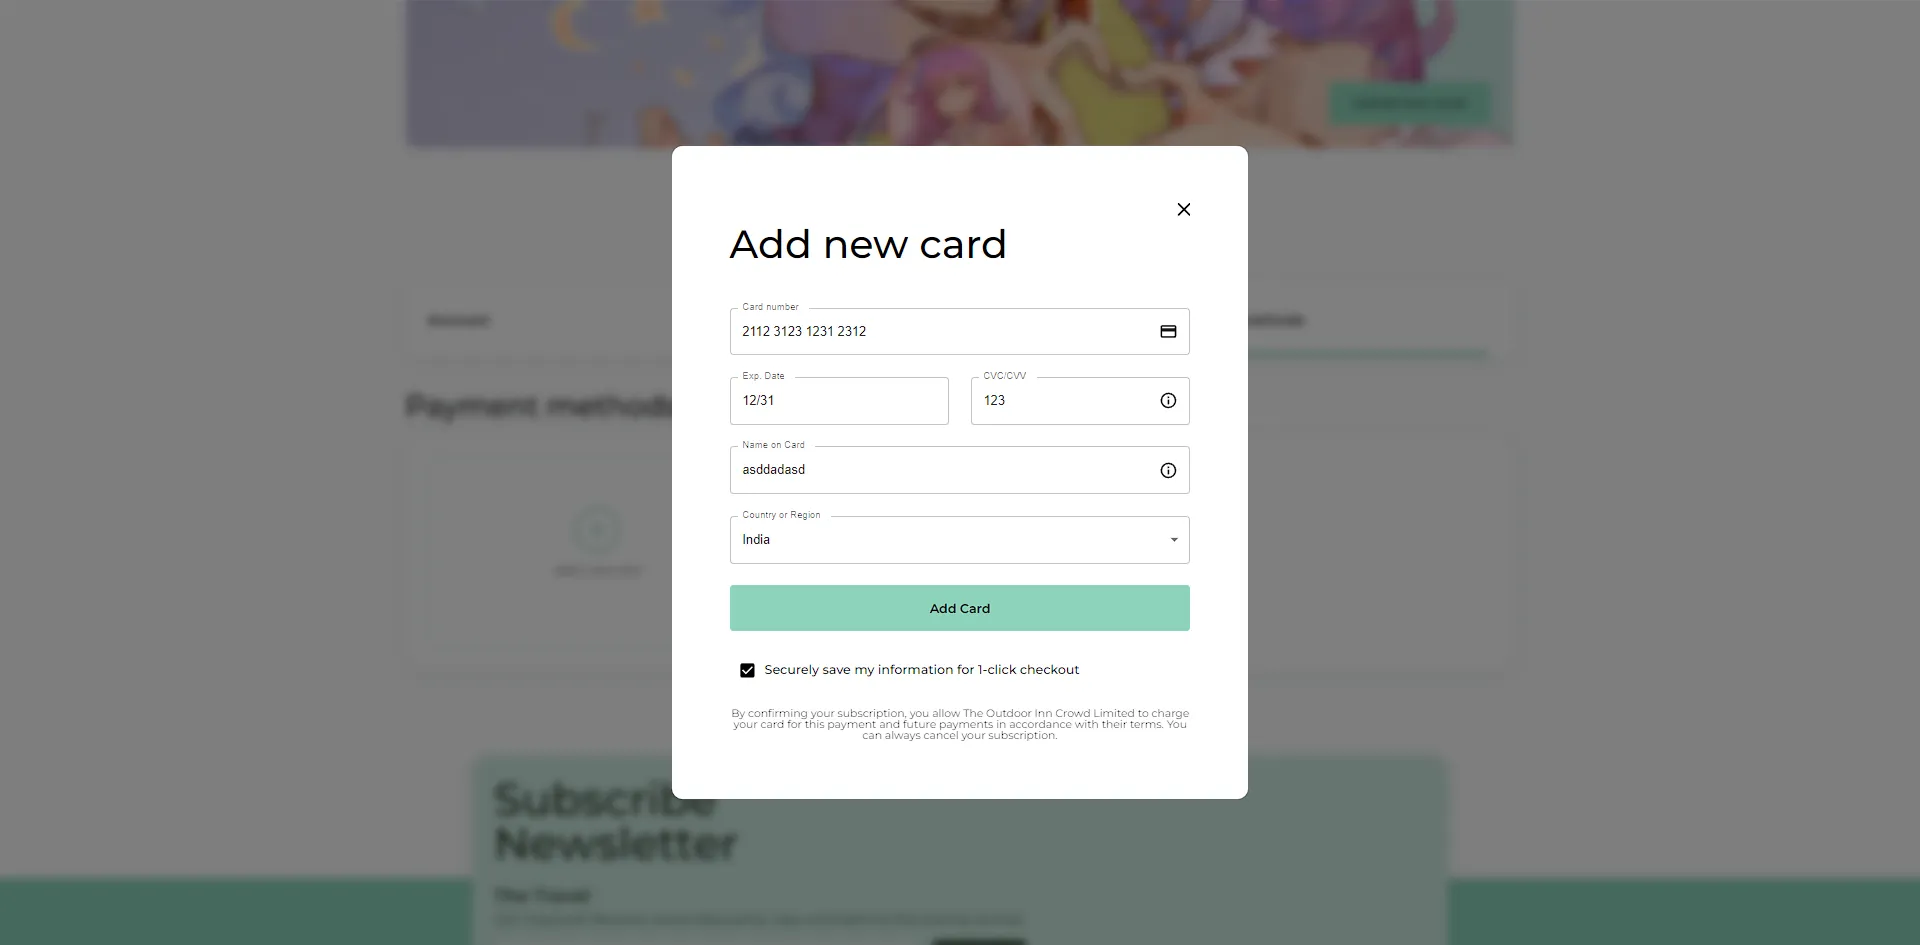 Add new card
Card number
2112 3123 1231 2312
Exp. Date
12/31
CVC/CVV
123
Name on Card
asddadasd
Country or Region
India
Add Card
Securely save my information for 1-click checkout
By confirming your subscription, you allow The Outdoor Inn Crowd Limited to charge
your card for this payment and future payments in accordance with their terms. You
can always cancel your subscription.
Payment methods
Subscribe
Newsletter